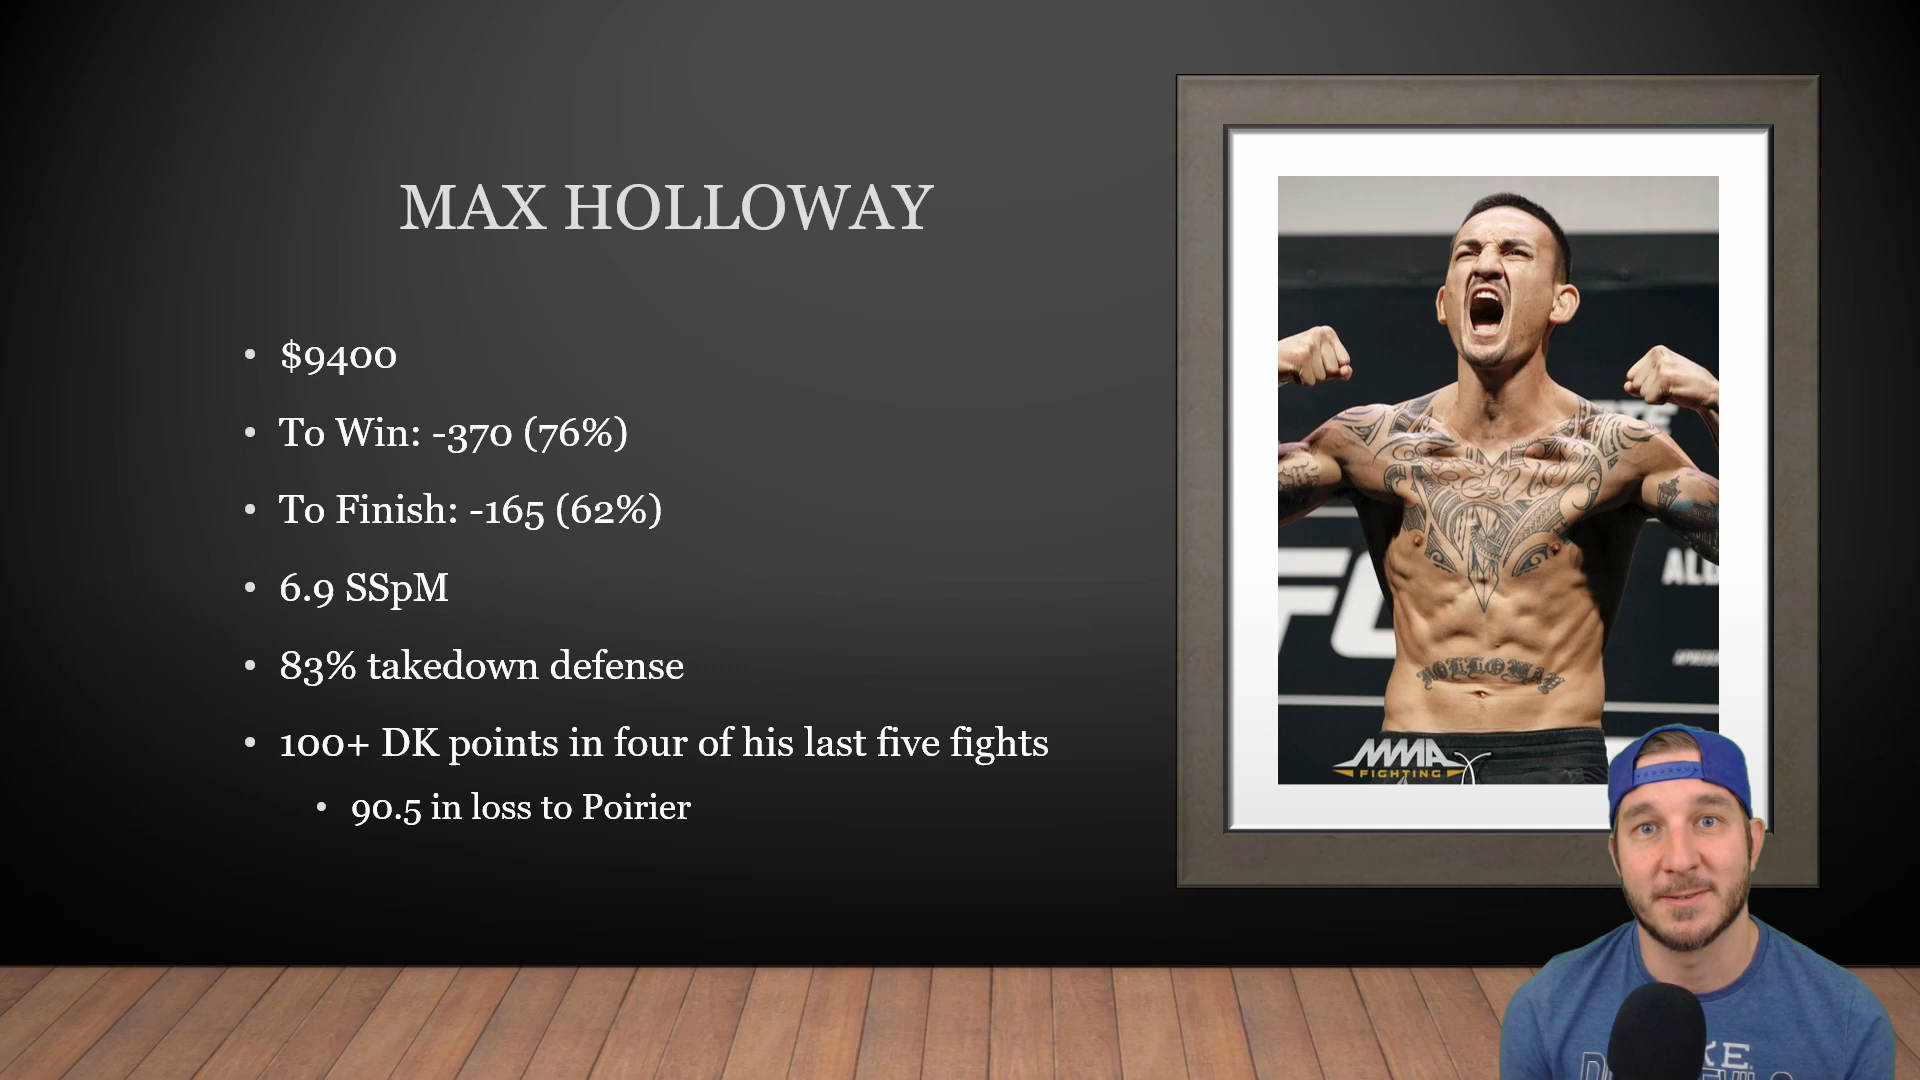 MAX HOLLOWAY
• $9400
• To Win: -370 (76%)
• To Finish: -165 (62%)
• 6.9 SSpM
• 83% takedown defense
• 100+ DK points in four of his last five fights
• 90.5 in loss to Poirier
HOLLOWAY
MMA
FIGHTING